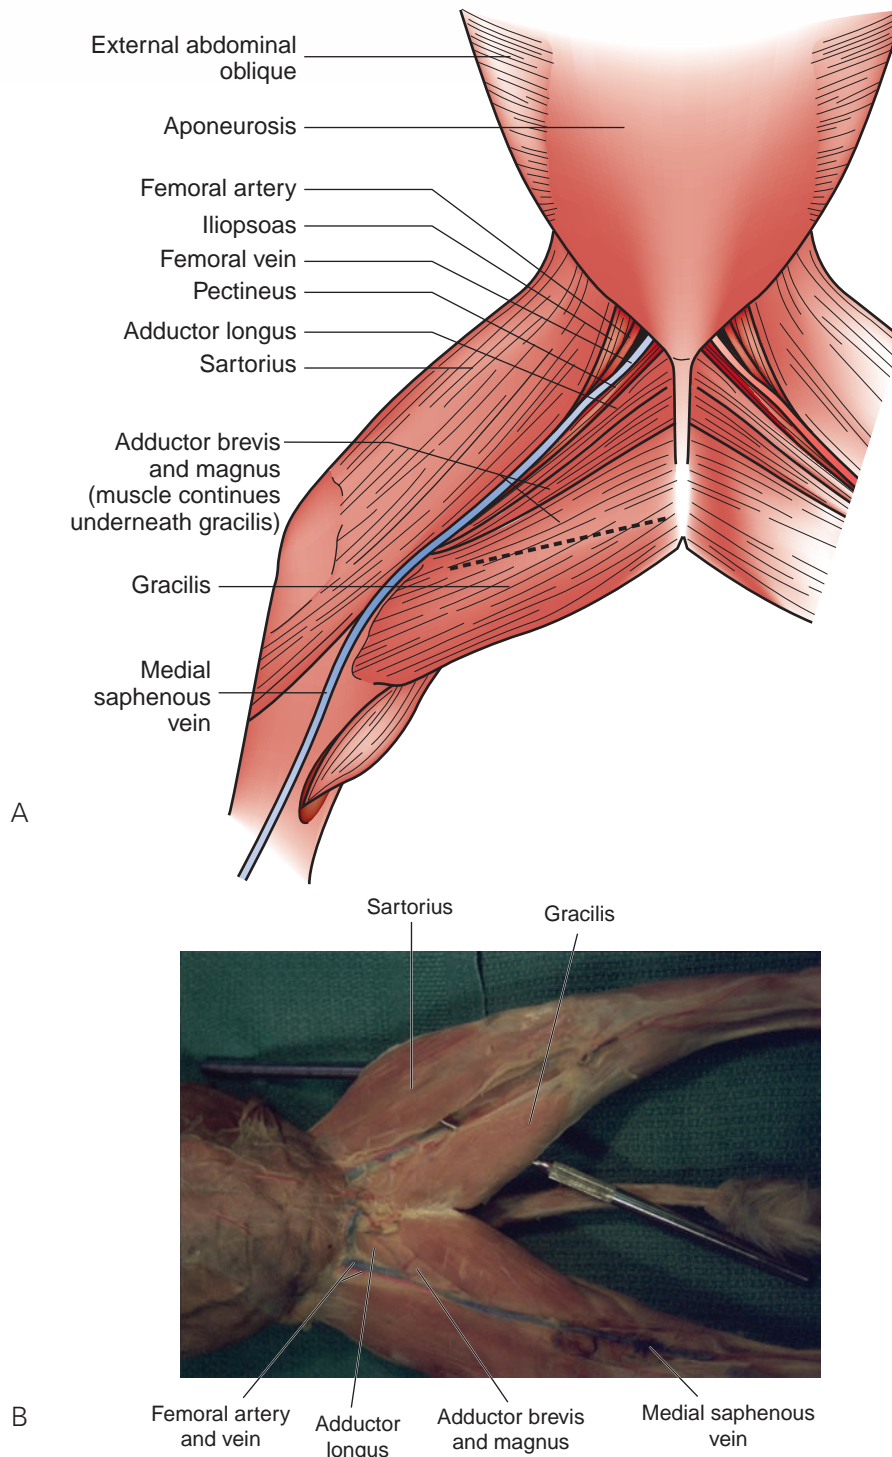 External abdominal
oblique
Aponeurosis
Femoral artery
Iliopsoas
Femoral vein
Pectineus
Adductor longus
Sartorius
Adductor brevis
and magnus
(muscle continues
underneath gracilis)
Gracilis
Medial
saphenous
vein
A
Sartorius
Gracilis
B
Femoral artery
and vein
Adductor
longus
Adductor brevis
and magnus
Medial saphenous
vein